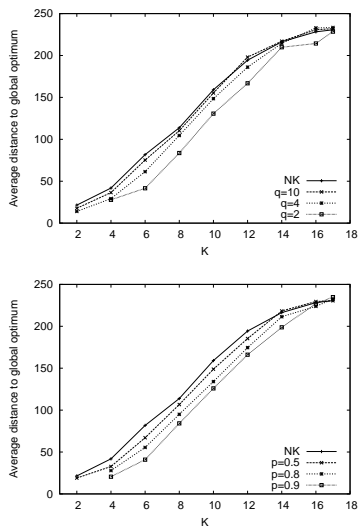 250
200
150
100
50
0
Average distance to global optimum
2 4 6 8 10 12 14 16 18
K
NK
q=10
q=4
q=2
250
200
150
100
50
0
Average distance to global optimum
2 4 6 8 10 12 14 16 18
K
NK
p=0.5
p=0.8
p=0.9